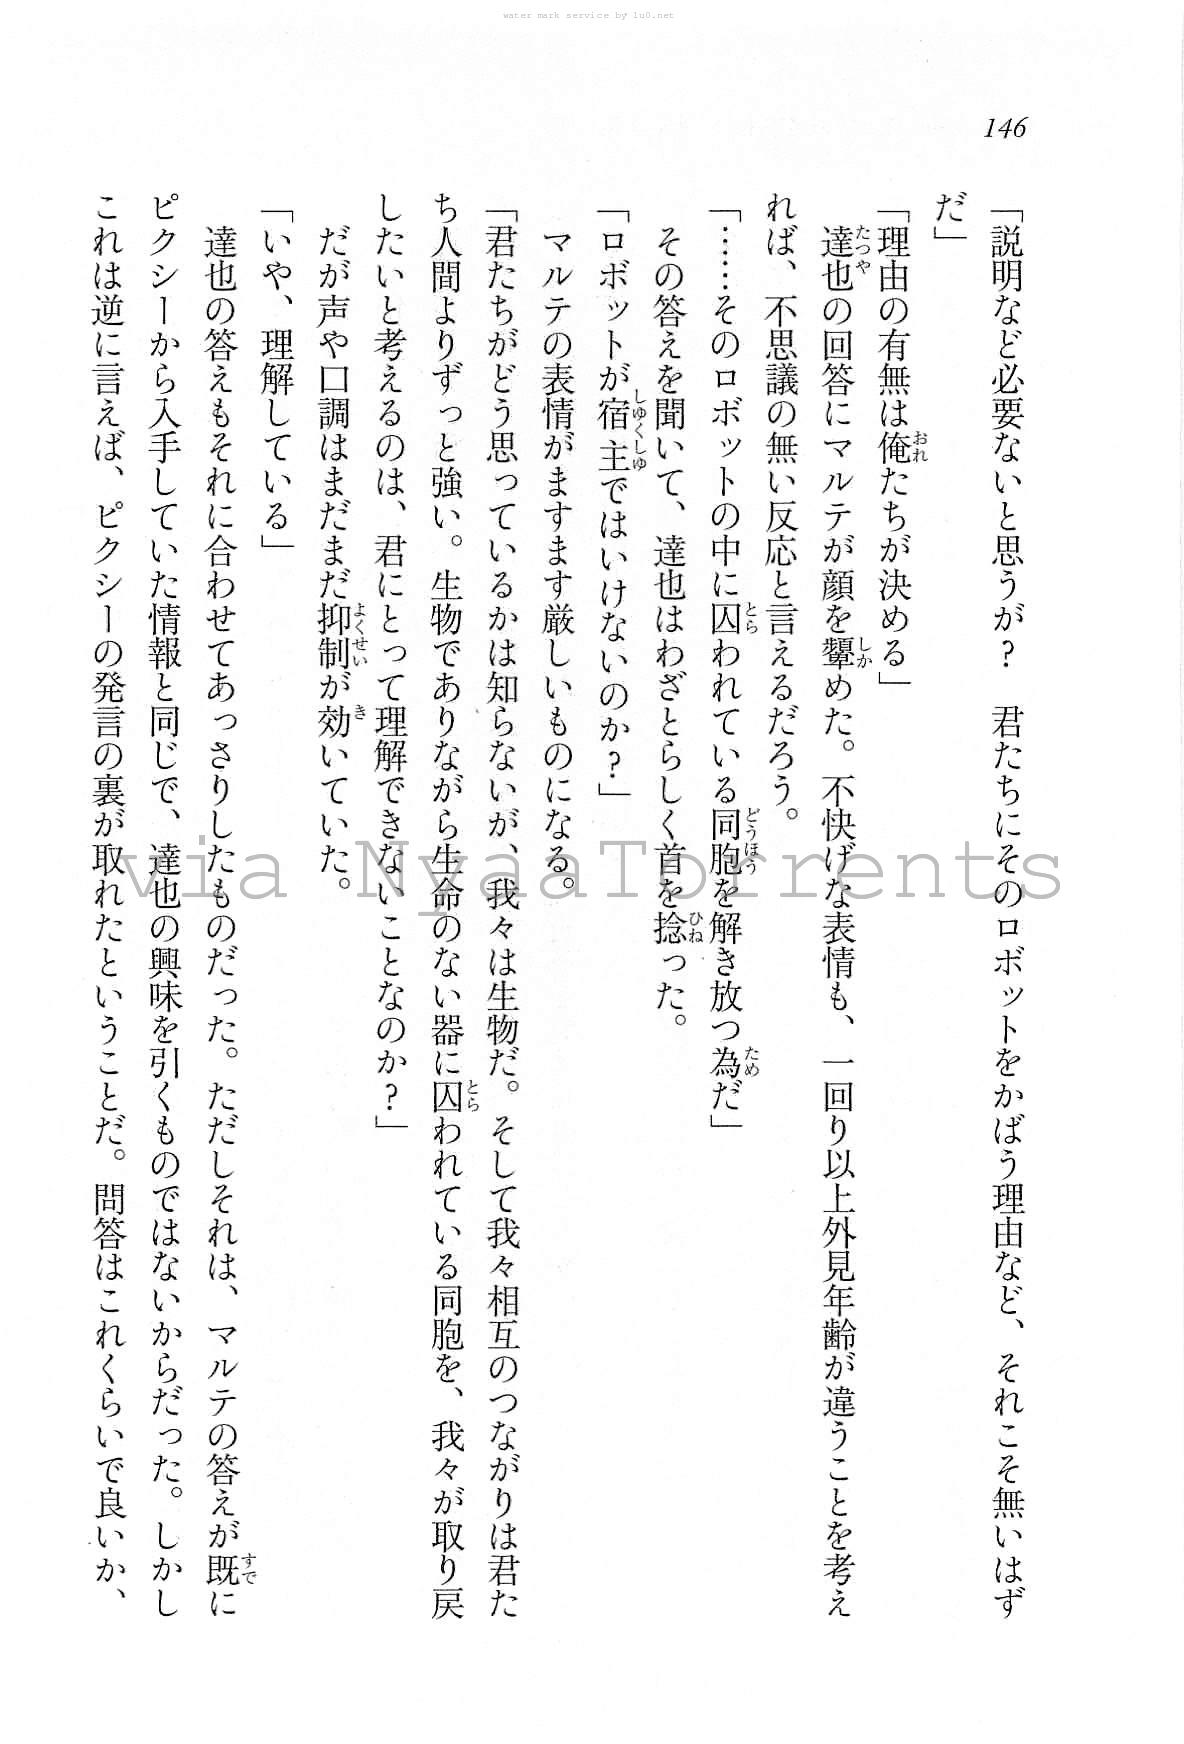 water mark service by lu0.net
146
「説明など必要ないと思うが？　君たちにそのロボットをかばう理由など、それこそ無いはず
だ」
「理由の有無は俺たちが決める」
　達也の回答にマルテが顔を顰めた。不快げな表情も、一回り以上外見年齢が違うことを考え
れば、不思議の無い反応と言えるだろう。
「……そのロボットの中に囚われている同胞を解き放つ為だ」
　その答えを聞いて、達也はわざとらしく首を捻った。
「ロボットが宿主ではいけないのか？」
　マルテの表情がますます厳しいものになる。
「君たちがどう思っているかは知らないが、我々は生物だ。そして我々相互のつながりは君た
ち人間よりずっと強い。生物でありながら生命のない器に囚われている同胞を、我々が取り戻
したいと考えるのは、君にとって理解できないことなのか？」
　だが声や口調はまだまだ抑制が効いていた。
「いや、理解している」
　達也の答えもそれに合わせてあっさりしたものだった。ただしそれは、マルテの答えが既に
ピクシーから入手していた情報と同じで、達也の興味を引くものではないからだった。しかし
これは逆に言えば、ピクシーの発言の裏が取れたということだ。問答はこれくらいで良いか、
via NyaaTorrents